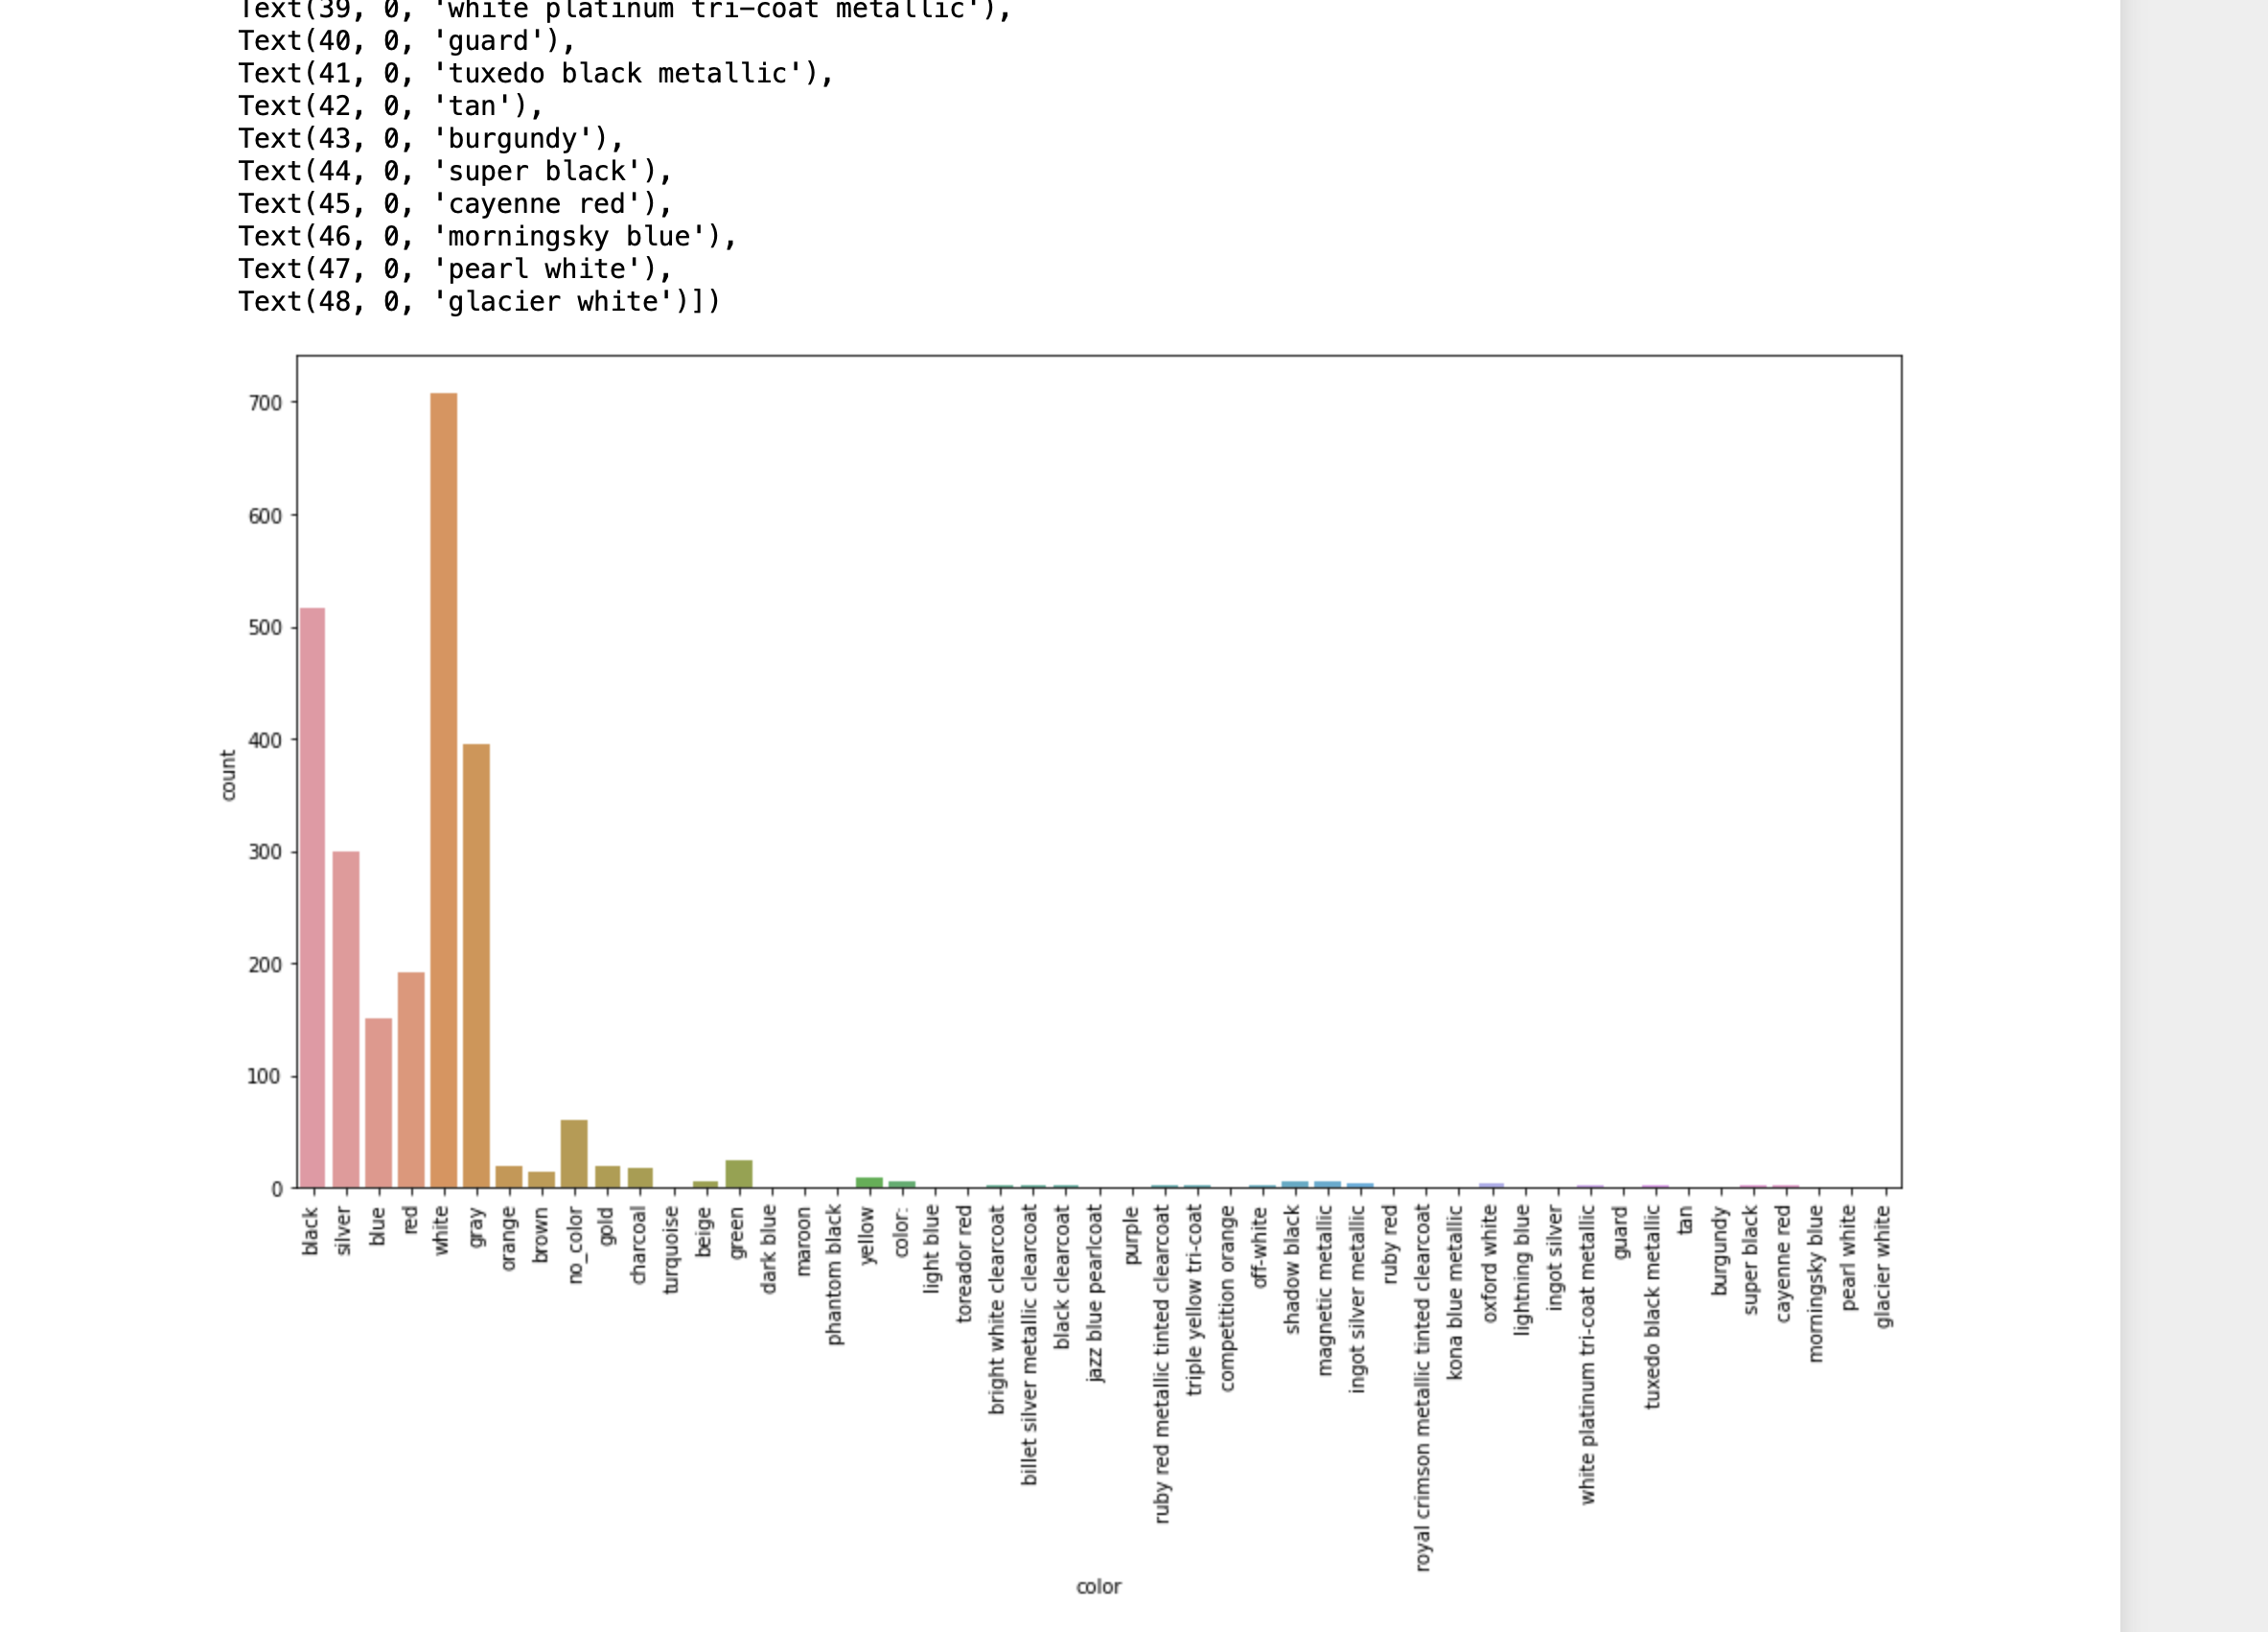 Text(39, 0, 'white platinum tri-coat metallic'),
Text(40, 0, 'guard'),
Text(41, 0, 'tuxedo black metallic'),
Text(42, 0, 'tan'),
Text(43, 0, 'burgundy'),
Text(44, 0, 'super black'),
Text(45, 0, 'cayenne red'),
Text(46, 0, 'morningsky blue'),
Text(47, 0, 'pearl white'),
Text(48, 0, 'glacier white')])
700
600
500
400
300
200
100
0
count
black
silver
blue
red
white
gray
orange
brown
no_color
gold
charcoal
turquoise
beige
green
dark blue
maroon
phantom black
yellow
color:
light blue
toreador red
bright white clearcoat
billet silver metallic clearcoat
black clearcoat
jazz blue pearlcoat
purple
ruby red metallic tinted clearcoat
triple yellow tri-coat
competition orange
off-white
shadow black
magnetic metallic
ingot silver metallic
ruby red
royal crimson metallic tinted clearcoat
kona blue metallic
oxford white
lightning blue
ingot silver
white platinum tri-coat metallic
guard
tuxedo black metallic
tan
burgundy
super black
cayenne red
morningsky blue
pearl white
glacier white
color